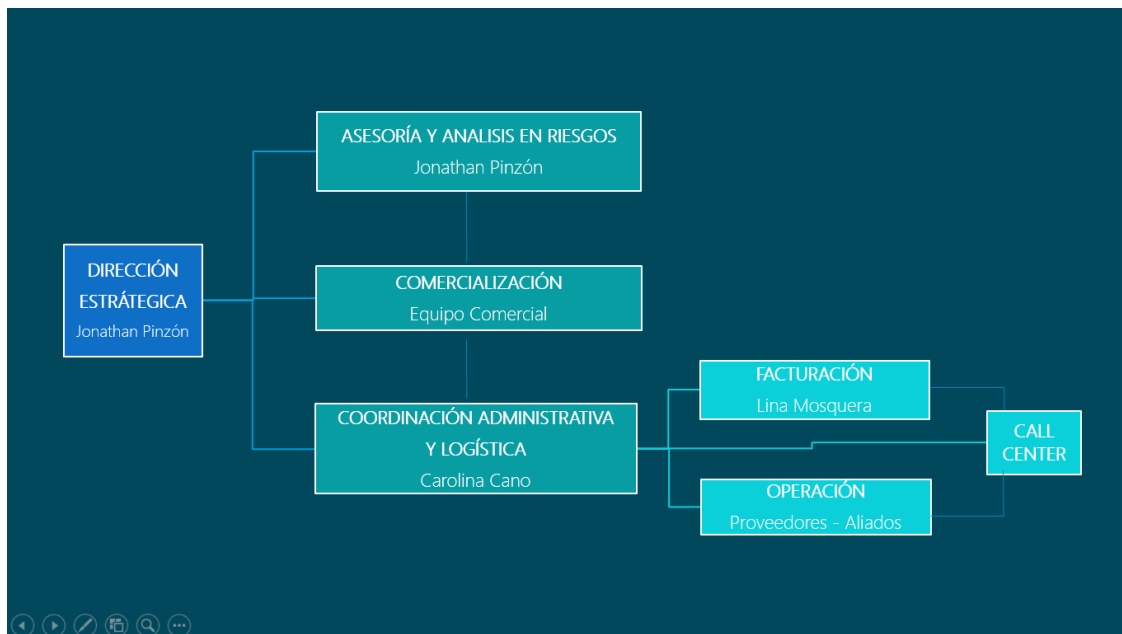 ASESORÍA Y ANALISIS EN RIESGOS
Jonathan Pinzón
DIRECCIÓN
ESTRÁTEGICA
Jonathan Pinzón
COMERCIALIZACIÓN
Equipo Comercial
COORDINACIÓN ADMINISTRATIVA
Y LOGÍSTICA
Carolina Cano
FACTURACIÓN
Lina Mosquera
CALL
CENTER
OPERACIÓN
Proveedores - Aliados